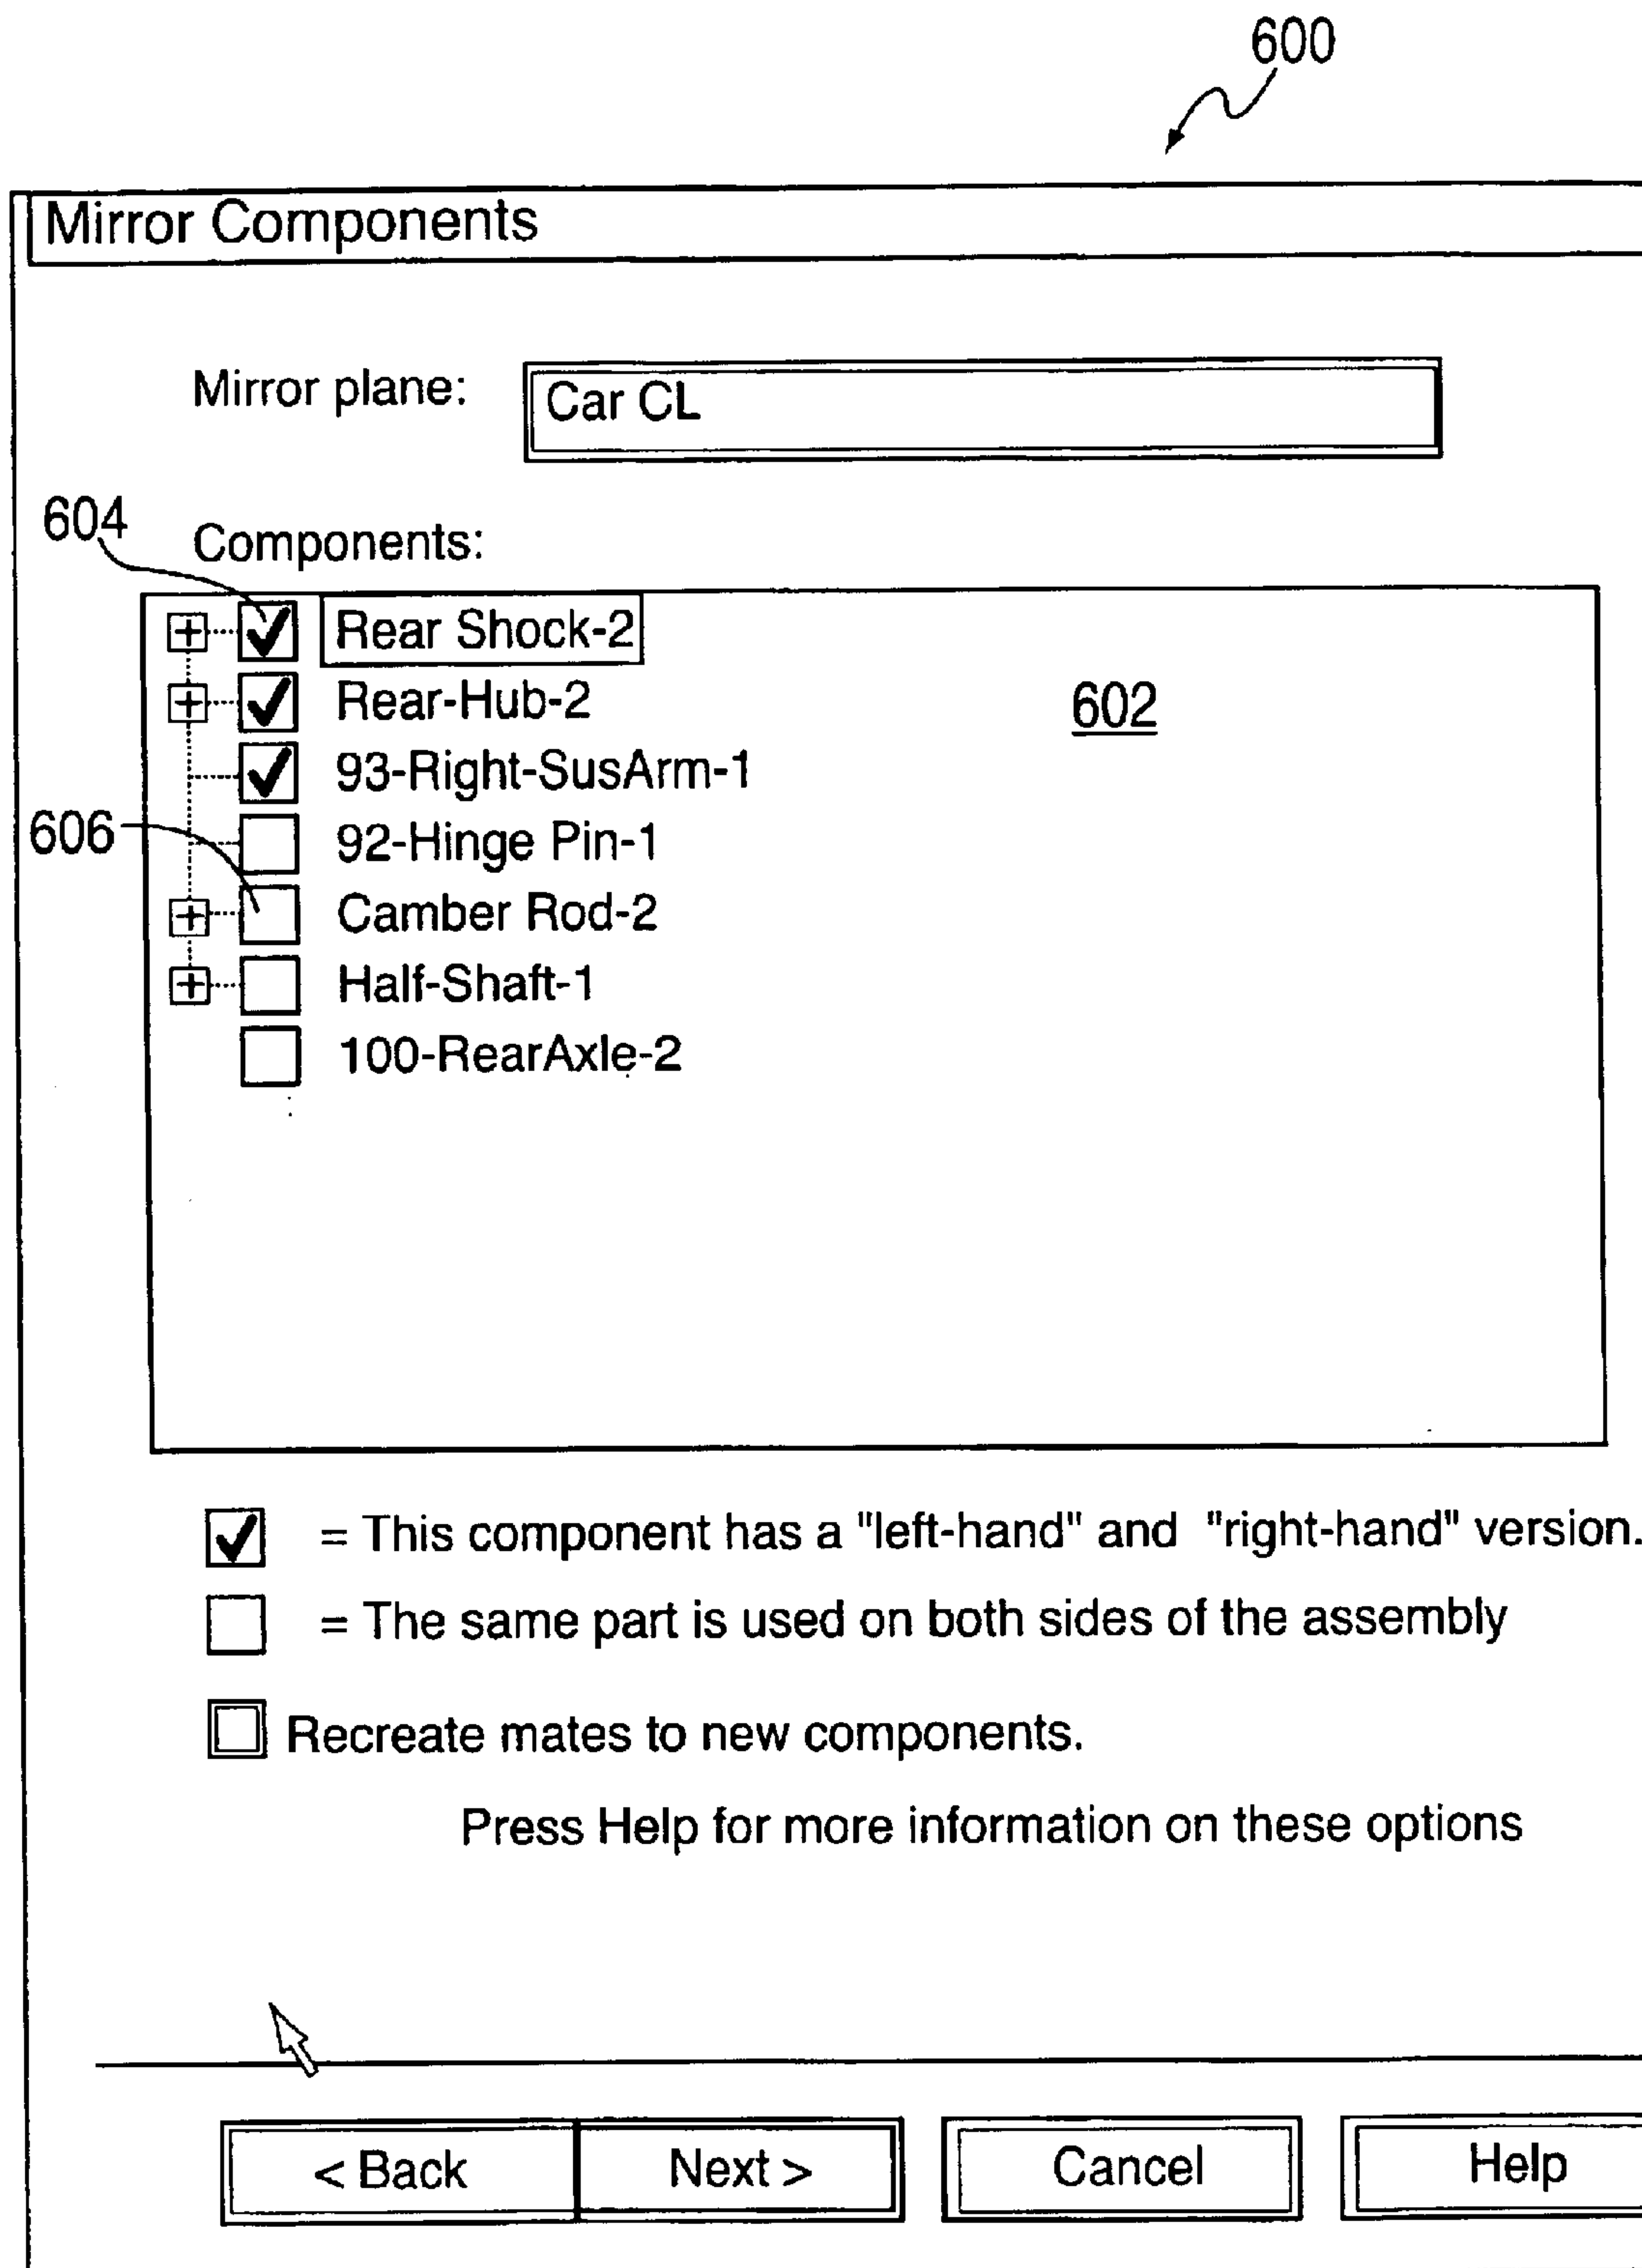 600
Mirror Components
Mirror plane: Car CL
604
Components:
Rear Shock-2
Rear-Hub-2
602
93-Right-SusArm-1
606
92-Hinge Pin-1
Camber Rod-2
Half-Shaft-1
100-RearAxle-2
= This component has a "left-hand" and "right-hand" version.
= The same part is used on both sides of the assembly
Recreate mates to new components.
Press Help for more information on these options
< Back Next > Cancel Help